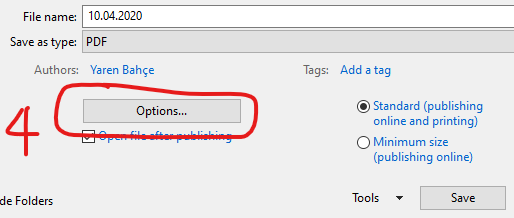 File name: 10.04.2020
Save as type: PDF
Authors: Yaren Bahçe Tags: Add a tag
4
Options...
Open file after publishing
Standard (publishing
online and printing)
Minimum size
(publishing online)
de Folders
Tools
Save